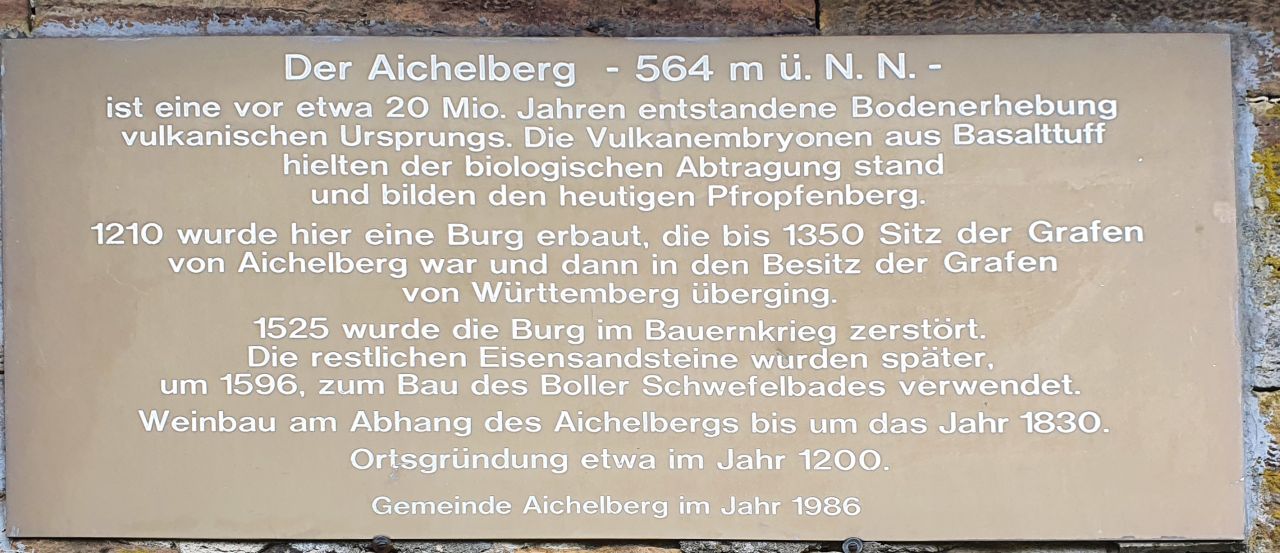 Der Aichelberg - 564 m ü. N. N. -
ist eine vor etwa 20 Mio. Jahren entstandene Bodenerhebung
vulkanischen Ursprungs. Die Vulkanembryonen aus Basalttuff
hielten der biologischen Abtragung stand
und bilden den heutigen Pfropfenberg.
1210 wurde hier eine Burg erbaut, die bis 1350 Sitz der Grafen
von Aichelberg war und dann in den Besitz der Grafen
von Württemberg überging.
1525 wurde die Burg im Bauernkrieg zerstört.
Die restlichen Eisensandsteine wurden später,
um 1596, zum Bau des Boller Schwefelbades verwendet.
Weinbau am Abhang des Aichelbergs bis um das Jahr 1830.
Ortsgründung etwa im Jahr 1200.
Gemeinde Aichelberg im Jahr 1986